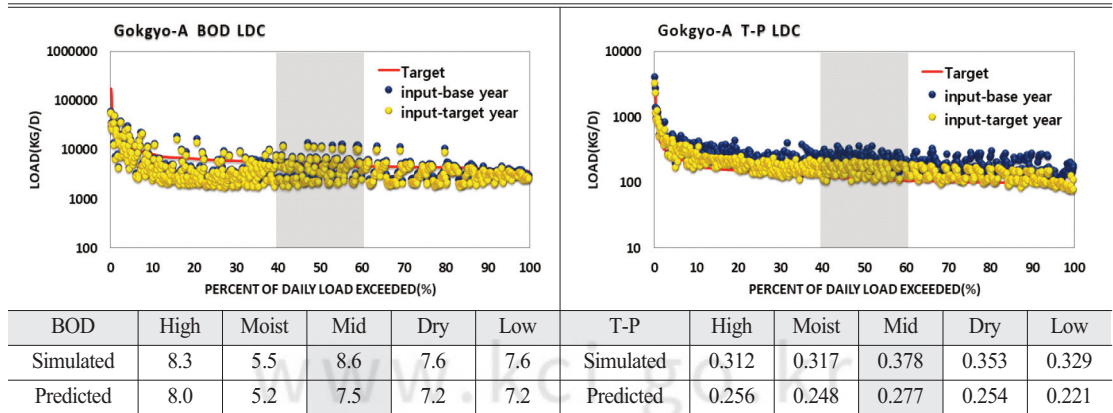 Gokgyo-A BOD LDC
1000000
100000
10000
1000
100
LOAD(KG/D)
Target
input-base year
input-target year
0 10 20 30 40 50 60 70 80 90 100
PERCENT OF DAILY LOAD EXCEEDED(%)
Gokgyo-A T-P LDC
10000
1000
100
10
LOAD(KG/D)
Target
input-base year
input-target year
0 10 20 30 40 50 60 70 80 90 100
PERCENT OF DAILY LOAD EXCEEDED(%)
BOD High Moist Mid Dry Low T-P High Moist Mid Dry Low
Simulated 8.3 5.5 8.6 7.6 7.6 Simulated 0.312 0.317 0.378 0.353 0.329
Predicted 8.0 5.2 7.5 7.2 7.2 Predicted 0.256 0.248 0.277 0.254 0.221
www.kci.go.kr